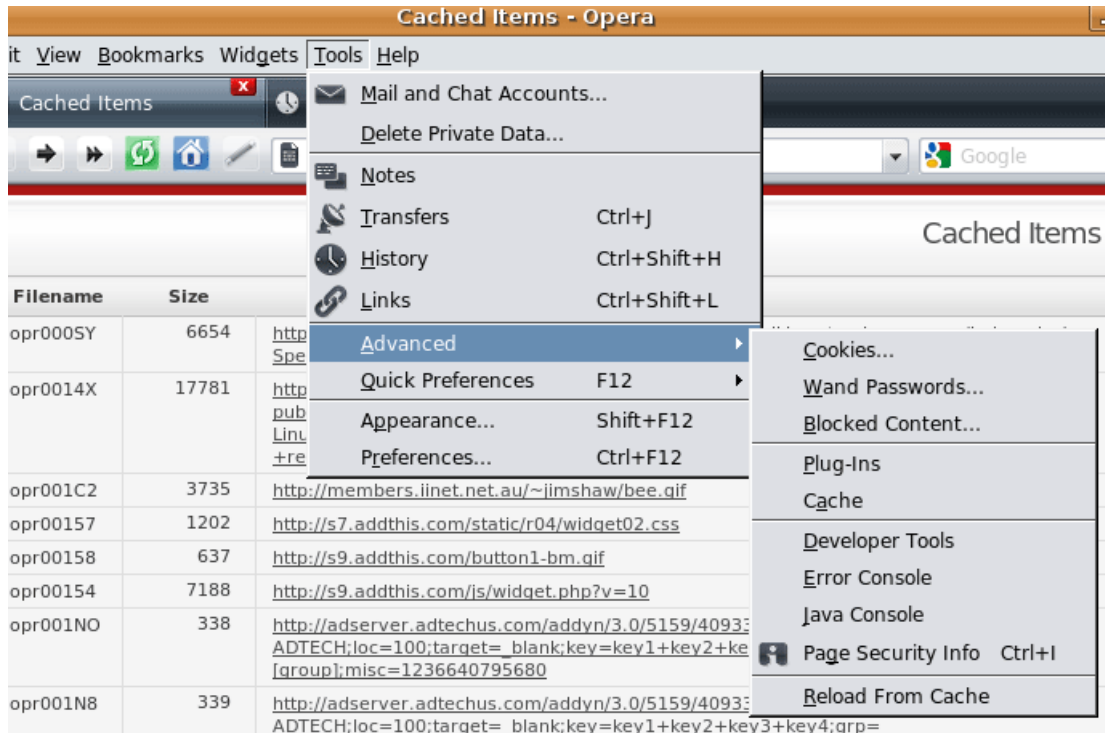 Cached Items - Opera
it View Bookmarks Widgets Tools Help
Cached Items
Google
Mail and Chat Accounts...
Delete Private Data...
Notes
Transfers Ctrl+J
History Ctrl+Shift+H
Links Ctrl+Shift+L
Advanced
Quick Preferences F12
Appearance... Shift+F12
Preferences... Ctrl+F12
Cookies...
Wand Passwords...
Blocked Content...
Plug-Ins
Cache
Developer Tools
Error Console
Java Console
Page Security Info Ctrl+I
Reload From Cache
Cached Items
Filename Size
opr000SY 6654 http
Spe
opr0014X 17781 http
pub
Linu
+re
opr001C2 3735 http://members.iinet.net.au/~jimshaw/bee.gif
opr00157 1202 http://s7.addthis.com/static/r04/widget02.css
opr00158 637 http://s9.addthis.com/button1-bm.gif
opr00154 7188 http://s9.addthis.com/js/widget.php?v=10
opr001NO 338 http://adserver.adtechus.com/addyn/3.0/5159/40933
ADTECH;loc=100;target=_blank;key=key1+key2+ke
[group];misc=1236640795680
opr001N8 339 http://adserver.adtechus.com/addyn/3.0/5159/40933
ADTECH;loc=100;target=_blank;key=key1+key2+key3+key4;grp=